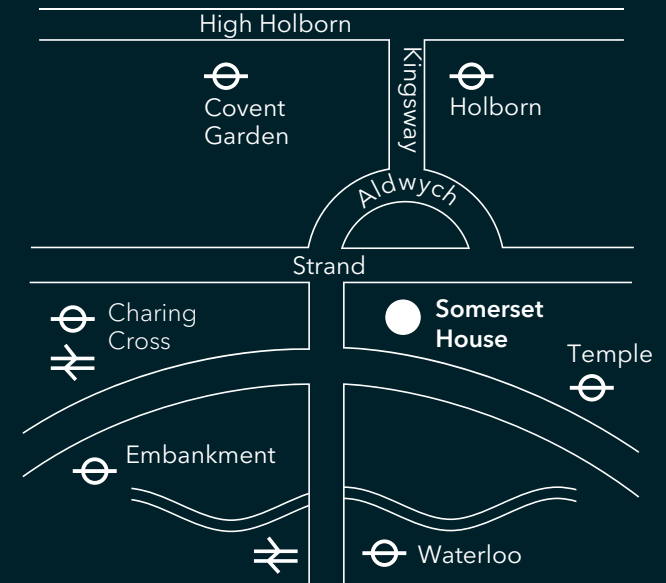 High Holborn
Kingsway
Covent
Garden
Holborn
Aldwych
Strand
Charing
Cross
Somerset
House
Temple
Embankment
Waterloo